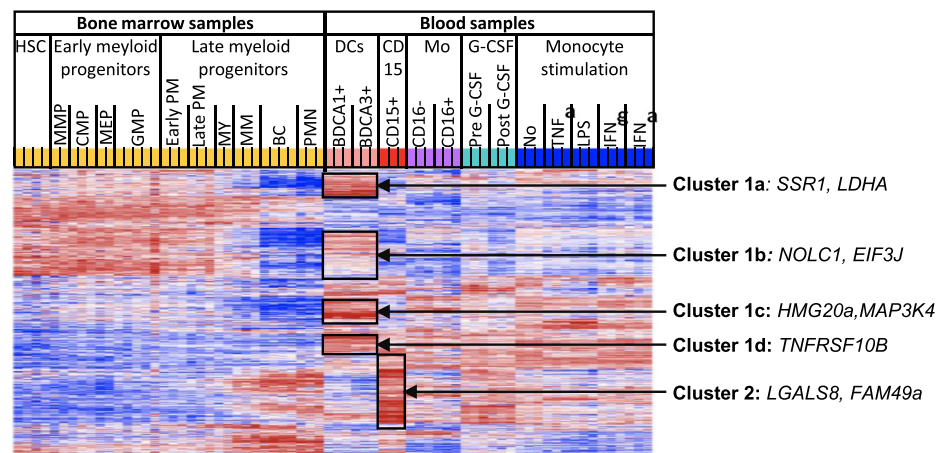 Bone marrow samples
Blood samples
HSC
Early meyloid
progenitors
Late myeloid
progenitors
DCs
CD
15
Mo
G-CSF
Monocyte
stimulation
MMP
CMP
MEP
GMP
Early PM
Late PM
MY
MM
BC
PMN
BDCA1+
BDCA3+
CD15+
CD16-
CD16+
Pre G-CSF
Post G-CSF
No
TNF a
LPS
IFN g
IFN a
Cluster 1a: SSR1, LDHA
Cluster 1b: NOLC1, EIF3J
Cluster 1c: HMG20a,MAP3K4
Cluster 1d: TNFRSF10B
Cluster 2: LGALS8, FAM49a